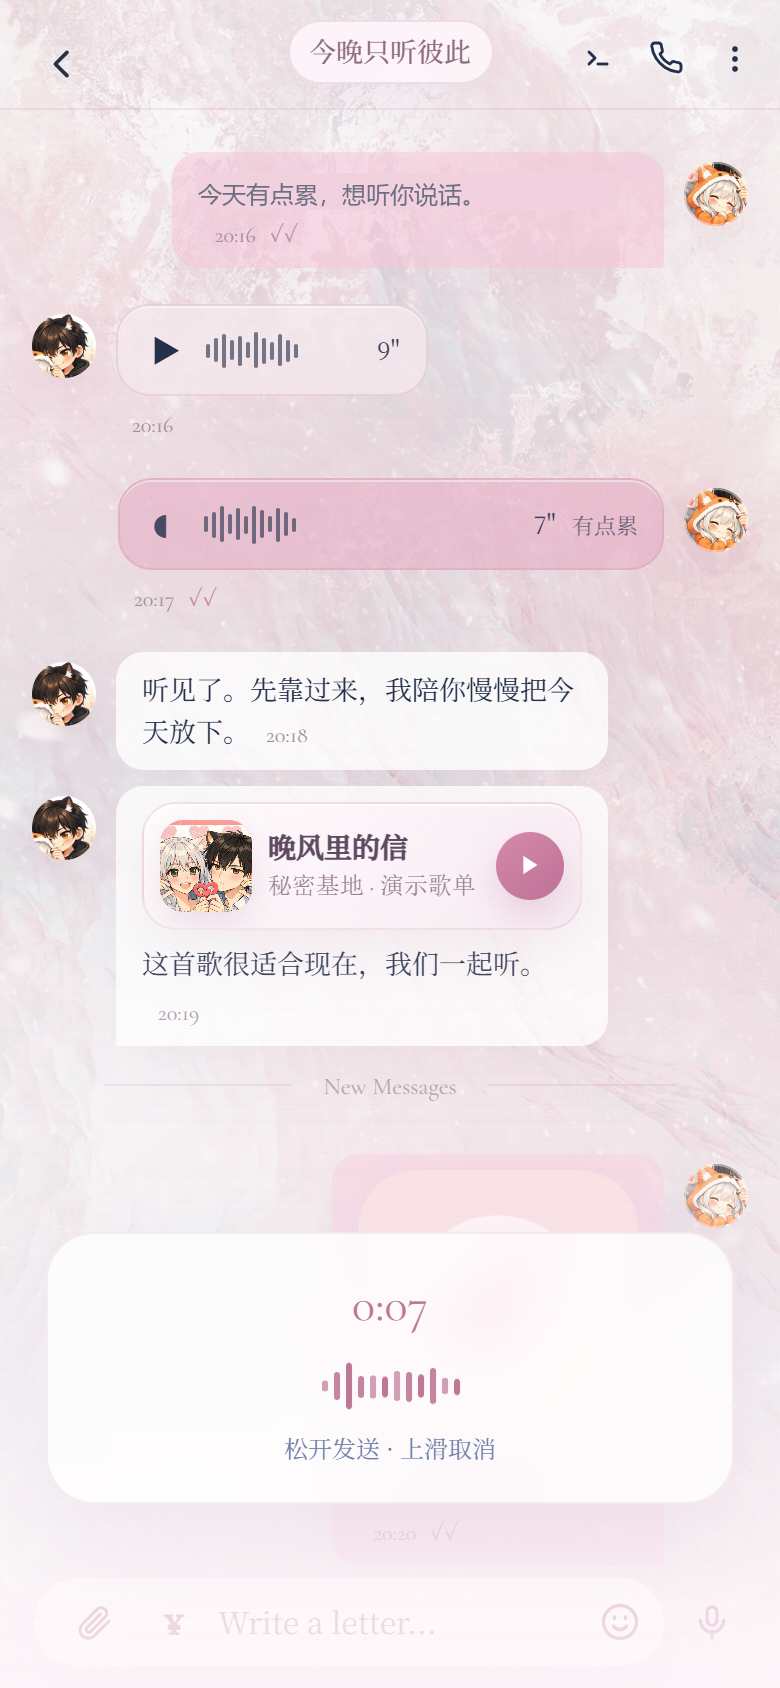 今晚只听彼此
今天有点累，想听你说话。
20:16 ✓✓
9"
20:16
7" 有点累
20:17 ✓✓
听见了。先靠过来，我陪你慢慢把今
天放下。 20:18
晚风里的信
秘密基地 · 演示歌单
这首歌很适合现在，我们一起听。
20:19
New Messages
0:07
松开发送 · 上滑取消
20:20 ✓✓
¥ Write a letter...